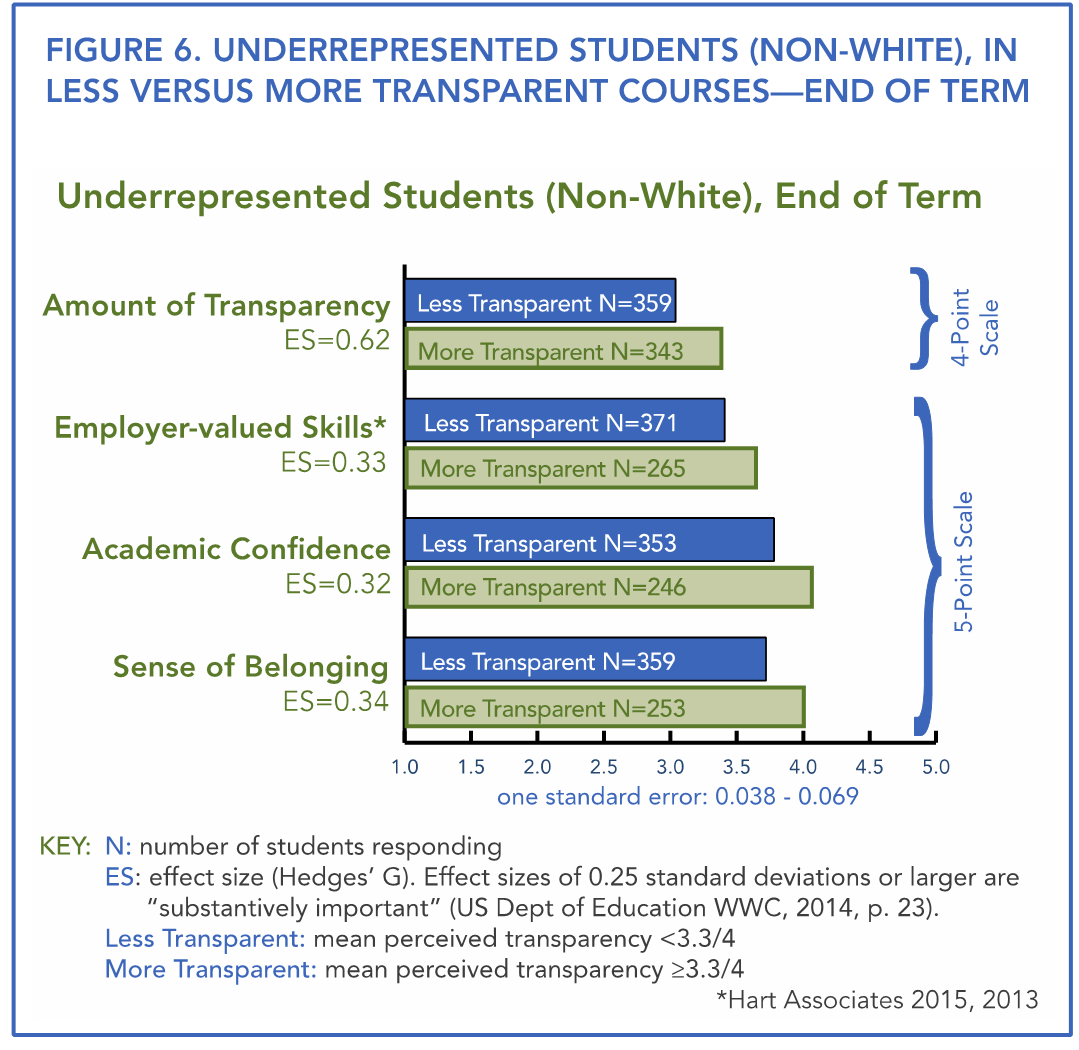 FIGURE 6. UNDERREPRESENTED STUDENTS (NON-WHITE), IN
LESS VERSUS MORE TRANSPARENT COURSES—END OF TERM
Underrepresented Students (Non-White), End of Term
Amount of Transparency
ES=0.62
Less Transparent N=359
More Transparent N=343
4-Point
Scale
Employer-valued Skills*
ES=0.33
Less Transparent N=371
More Transparent N=265
Academic Confidence
ES=0.32
Less Transparent N=353
More Transparent N=246
5-Point Scale
Sense of Belonging
ES=0.34
Less Transparent N=359
More Transparent N=253
1.0 1.5 2.0 2.5 3.0 3.5 4.0 4.5 5.0
one standard error: 0.038 - 0.069
KEY: N: number of students responding
ES: effect size (Hedges’ G). Effect sizes of 0.25 standard deviations or larger are
“substantively important” (US Dept of Education WWC, 2014, p. 23).
Less Transparent: mean perceived transparency <3.3/4
More Transparent: mean perceived transparency ≥3.3/4
*Hart Associates 2015, 2013